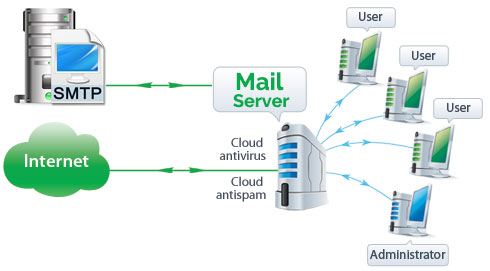 User
User
User
SMTP
Mail
Server
Internet
Cloud
antivirus
Cloud
antispam
Administrator